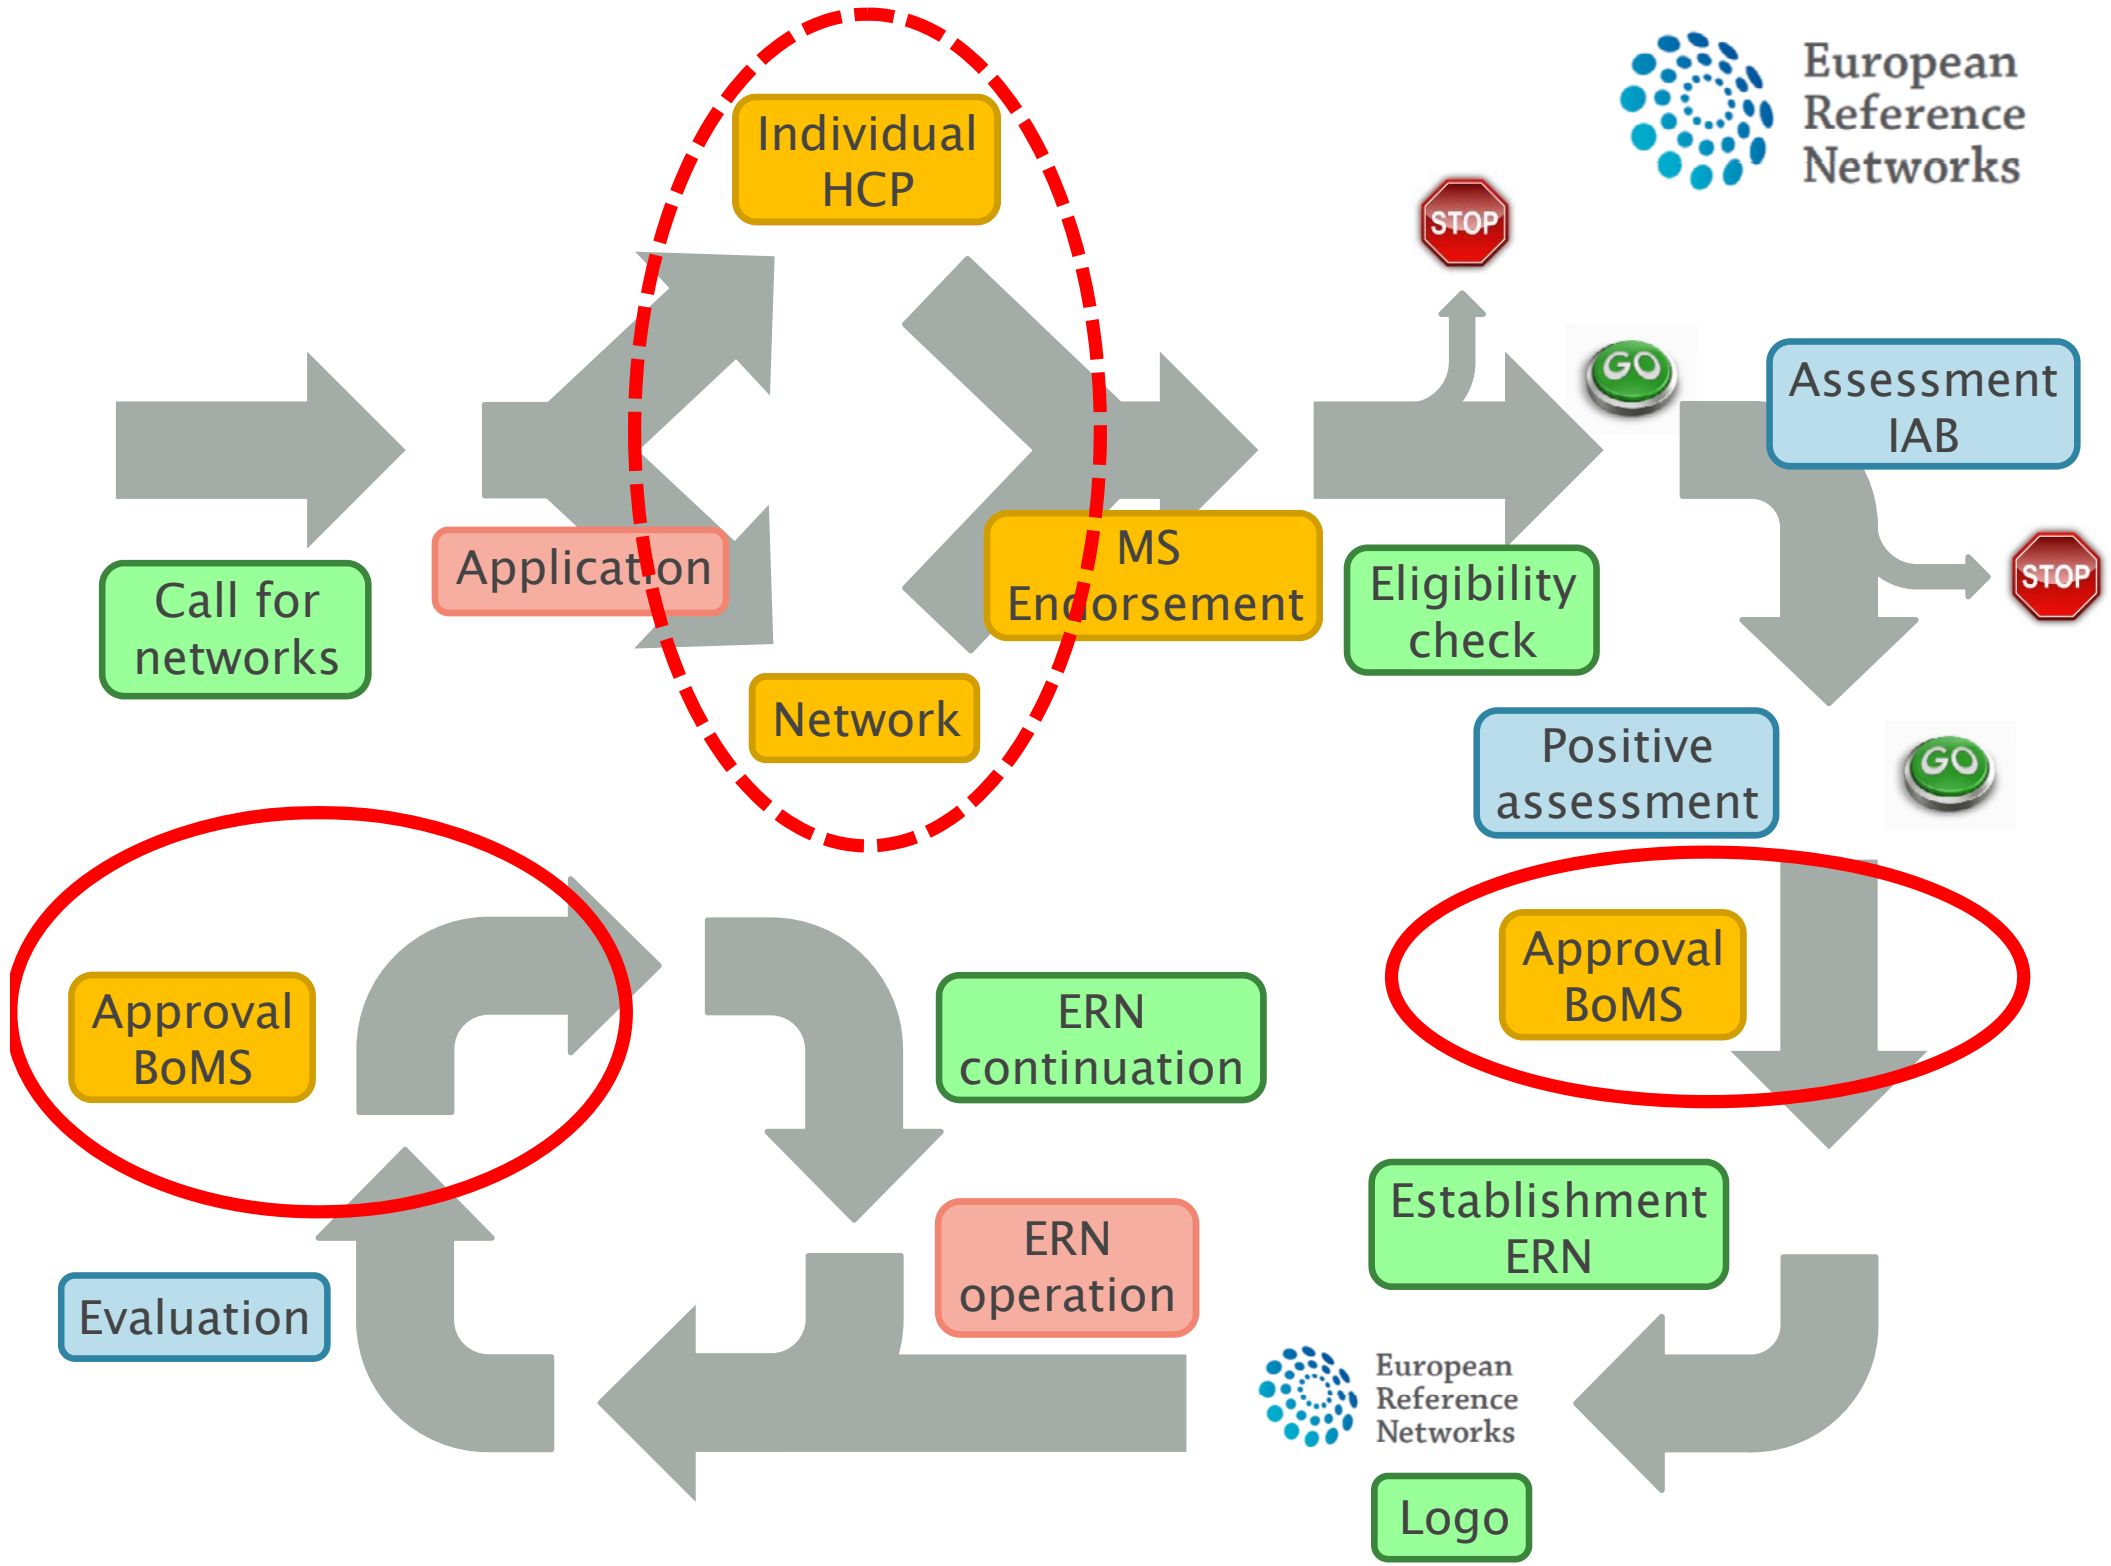 European
Reference
Networks
Individual
HCP
STOP
GO
Assessment
IAB
Application
MS
Endorsement
Eligibility
check
STOP
Call for
networks
Network
Positive
assessment
GO
Approval
BoMS
Approval
BoMS
ERN
continuation
Establishment
ERN
ERN
operation
Evaluation
European
Reference
Networks
Logo